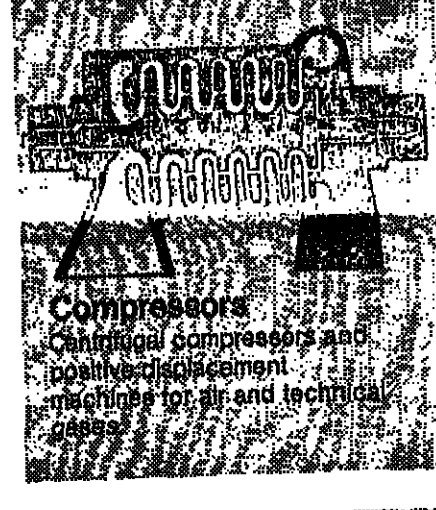 Compressors
Centrifugal compressors and
positive displacement
machines for air and technical
gases.